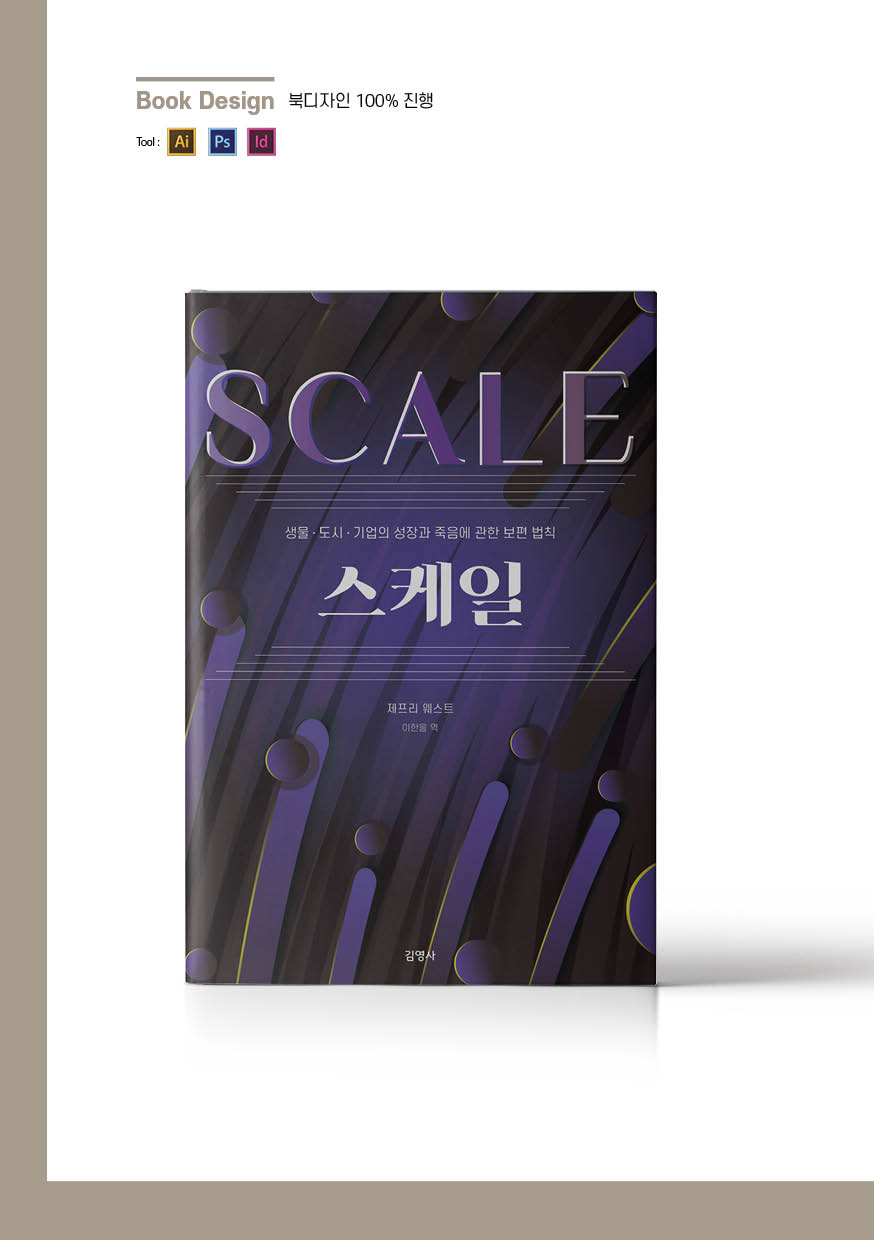 Book Design 북디자인 100% 진행
Tool : Ai Ps Id
SCALE
생물 · 도시 · 기업의 성장과 죽음에 관한 보편 법칙
스케일
제프리 웨스트
이한음 역
김영사